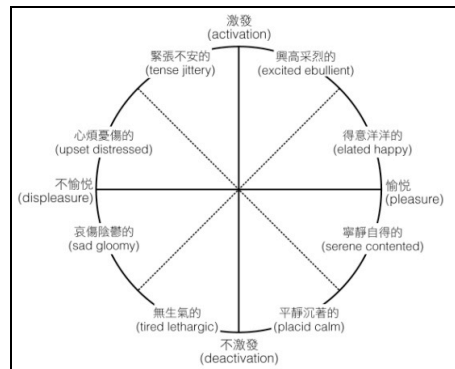 激發
(activation)
緊張不安的
(tense jittery)
興高采烈的
(excited ebullient)
心煩憂傷的
(upset distressed)
得意洋洋的
(elated happy)
不愉悦
(displeasure)
愉悦
(pleasure)
哀傷陰鬱的
(sad gloomy)
寧靜自得的
(serene contented)
無生氣的
(tired lethargic)
平靜沉著的
(placid calm)
不激發
(deactivation)